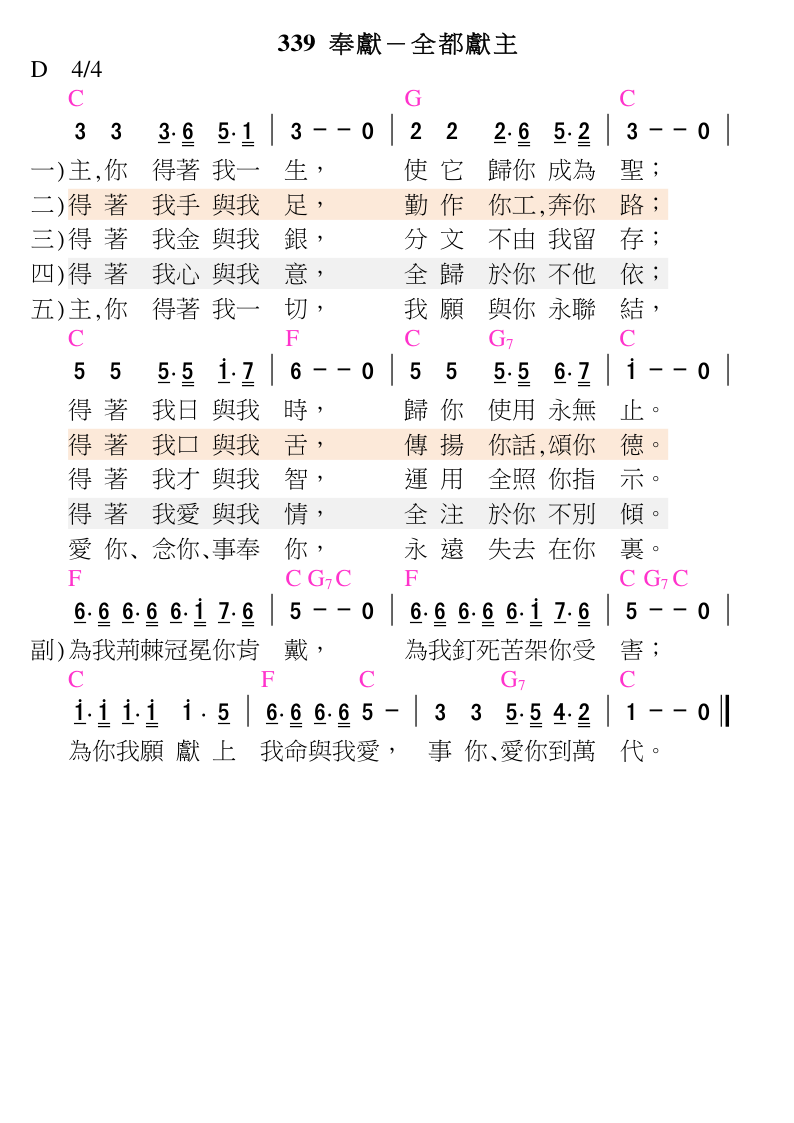 339 奉獻－全都獻主
D 4/4
C G C
3 3 3· 6 5· 1 | 3 － － 0 | 2 2 2· 6 5· 2 | 3 － － 0 |
一)主,你 得著 我一 生， 使 它 歸你 成為 聖；
二)得 著 我手 與我 足， 勤 作 你工,奔你 路；
三)得 著 我金 與我 銀， 分 文 不由 我留 存；
四)得 著 我心 與我 意， 全 歸 於你 不他 依；
五)主,你 得著 我一 切， 我 願 與你 永聯 結，
C F C G7 C
5 5 5· 5 i· 7 | 6 － － 0 | 5 5 5· 5 6· 7 | i － － 0 |
得 著 我日 與我 時， 歸 你 使用 永無 止。
得 著 我口 與我 舌， 傳 揚 你話,頌你 德。
得 著 我才 與我 智， 運 用 全照 你指 示。
得 著 我愛 與我 情， 全 注 於你 不別 傾。
愛 你、念你、事奉 你， 永 遠 失去 在你 裏。
F C G7 C F C G7 C
6· 6 6· 6 6· i 7· 6 | 5 － － 0 | 6· 6 6· 6 6· i 7· 6 | 5 － － 0 |
副)為我荊棘冠冕你肯 戴， 為我釘死苦架你受 害；
C F C G7 C
i· i i· i i · 5 | 6· 6 6· 6 5 － | 3 3 5· 5 4· 2 | 1 － － 0 ‖
為你我願 獻 上 我命與我愛， 事 你、愛你到萬 代。